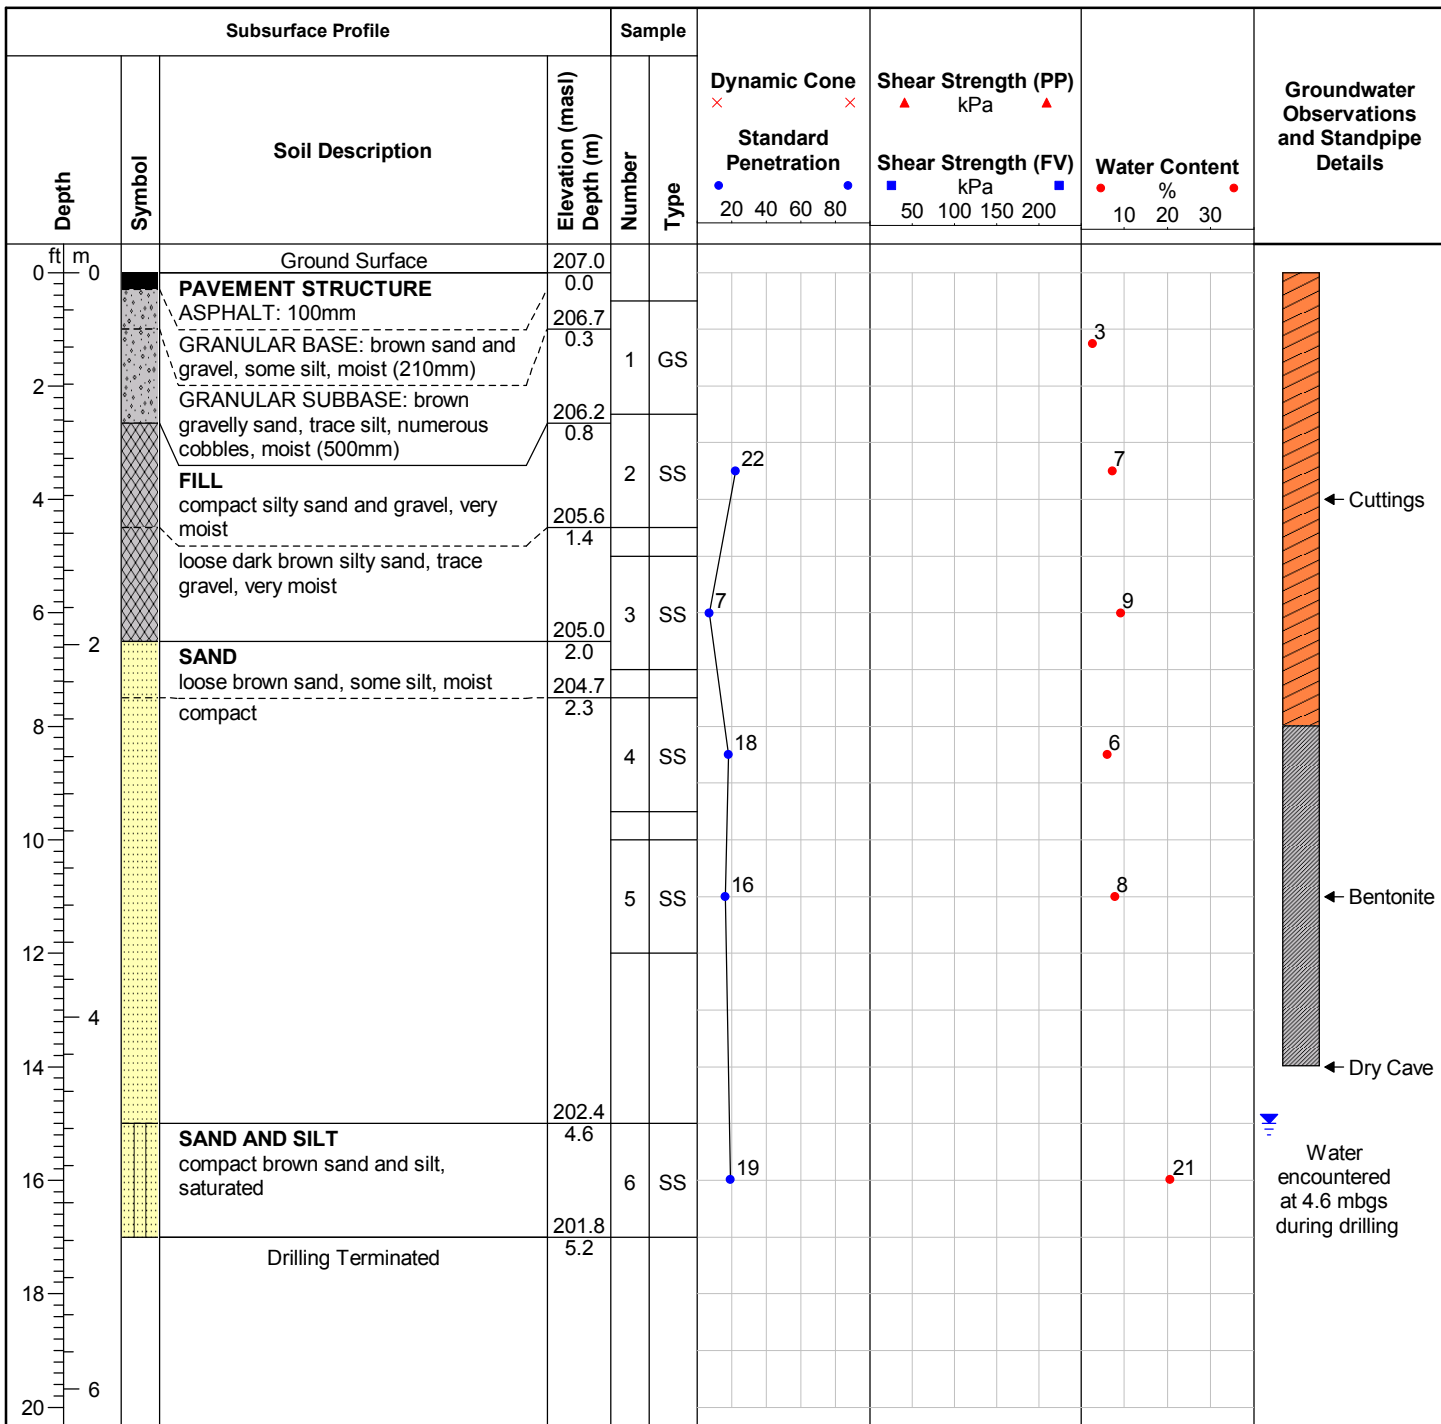 Subsurface Profile
Sample
Depth
Symbol
Soil Description
Elevation (masl)
Depth (m)
Number
Type
Dynamic Cone
Standard
Penetration
20 40 60 80
Shear Strength (PP)
kPa
Shear Strength (FV)
kPa
50 100 150 200
Water Content
%
10 20 30
Groundwater
Observations
and Standpipe
Details
ft m
0 0
2
4
6
2
8
10
12
4
14
16
18
6
20
Ground Surface
207.0
0.0
PAVEMENT STRUCTURE
ASPHALT: 100mm
206.7
0.3
GRANULAR BASE: brown sand and
gravel, some silt, moist (210mm)
GRANULAR SUBBASE: brown
gravelly sand, trace silt, numerous
cobbles, moist (500mm)
206.2
0.8
FILL
compact silty sand and gravel, very
moist
205.6
1.4
loose dark brown silty sand, trace
gravel, very moist
205.0
2.0
SAND
loose brown sand, some silt, moist
204.7
2.3
compact
202.4
4.6
SAND AND SILT
compact brown sand and silt,
saturated
201.8
5.2
Drilling Terminated
1 GS
2 SS
3 SS
4 SS
5 SS
6 SS
22
7
18
16
19
3
7
9
6
8
21
Cuttings
Bentonite
Dry Cave
Water
encountered
at 4.6 mbgs
during drilling